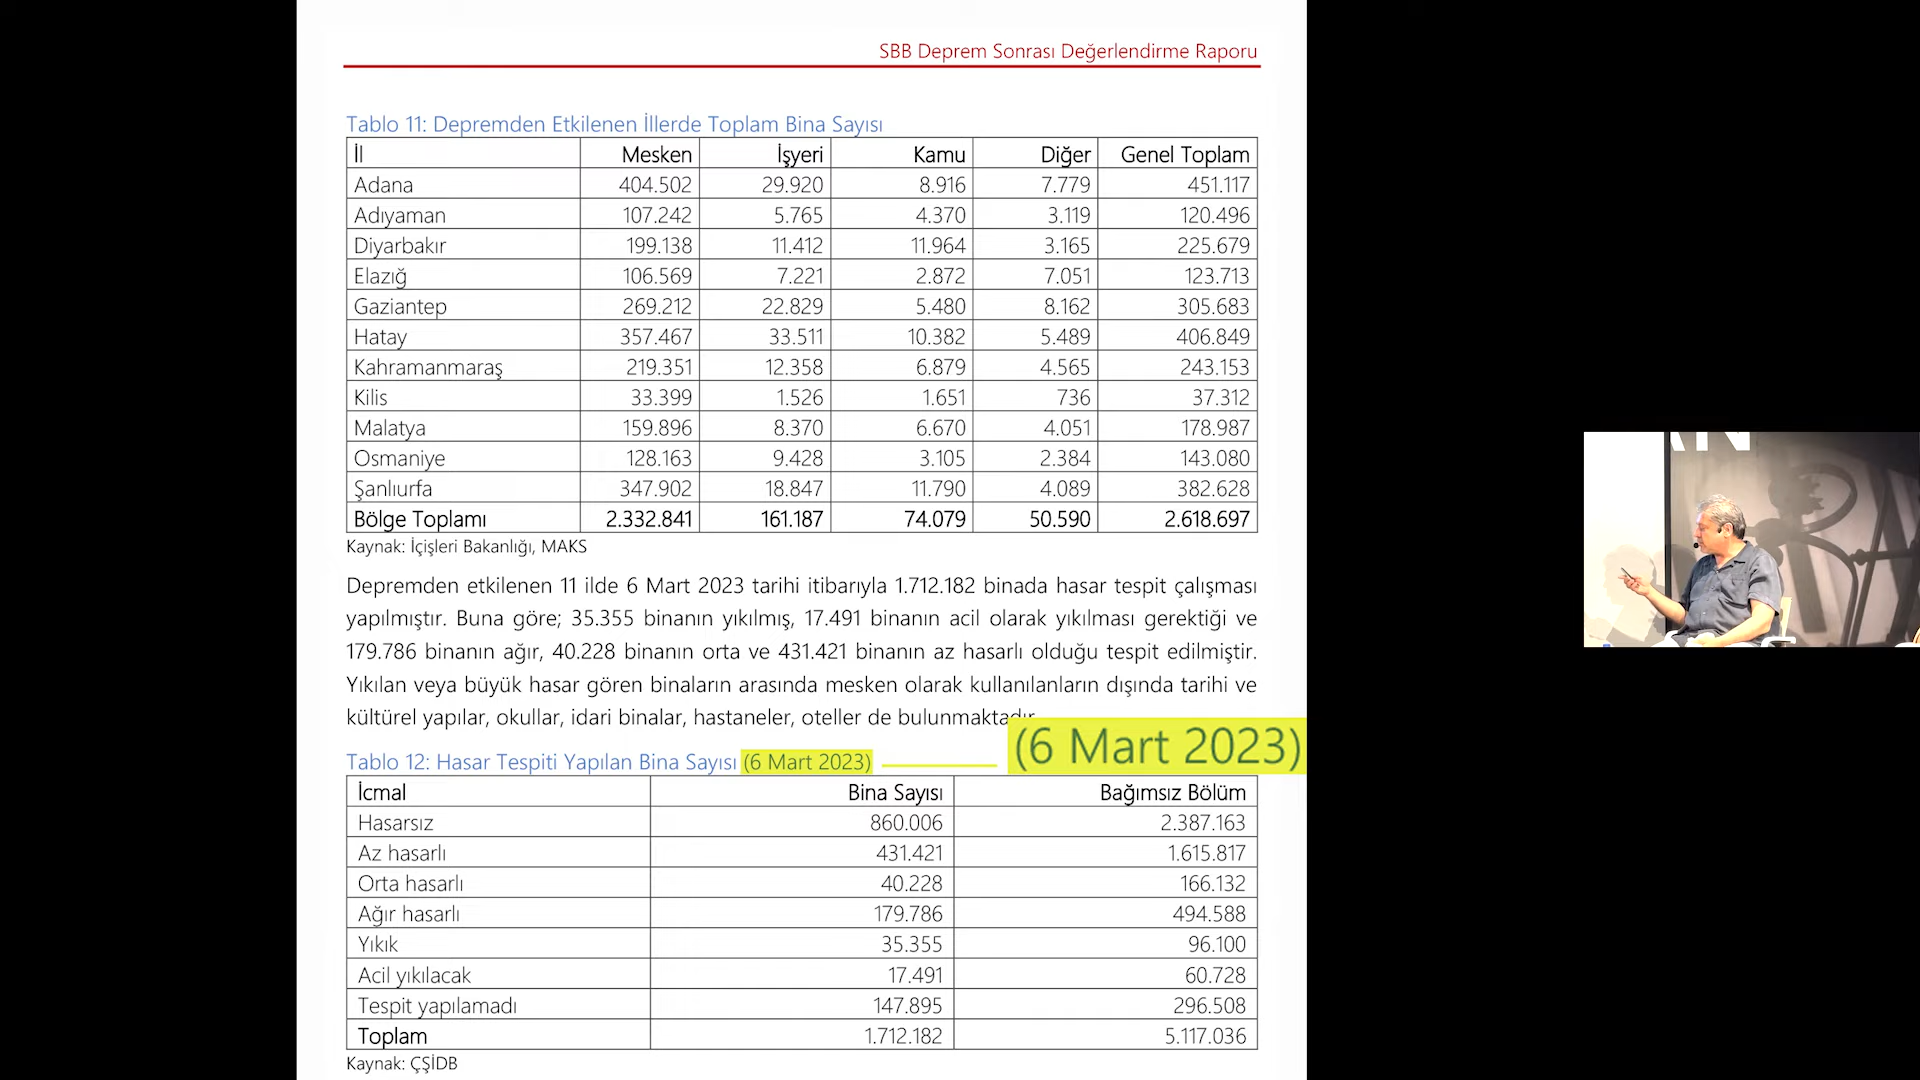 SBB Deprem Sonrası Değerlendirme Raporu
Tablo 11: Depremden Etkilenen İllerde Toplam Bina Sayısı
İl Mesken İşyeri Kamu Diğer Genel Toplam
Adana 404.502 29.920 8.916 7.779 451.117
Adıyaman 107.242 5.765 4.370 3.119 120.496
Diyarbakır 199.138 11.412 11.964 3.165 225.679
Elazığ 106.569 7.221 2.872 7.051 123.713
Gaziantep 269.212 22.829 5.480 8.162 305.683
Hatay 357.467 33.511 10.382 5.489 406.849
Kahramanmaraş 219.351 12.358 6.879 4.565 243.153
Kilis 33.399 1.526 1.651 736 37.312
Malatya 159.896 8.370 6.670 4.051 178.987
Osmaniye 128.163 9.428 3.105 2.384 143.080
Şanlıurfa 347.902 18.847 11.790 4.089 382.628
Bölge Toplamı 2.332.841 161.187 74.079 50.590 2.618.697
Kaynak: İçişleri Bakanlığı, MAKS
Depremden etkilenen 11 ilde 6 Mart 2023 tarihi itibarıyla 1.712.182 binada hasar tespit çalışması
yapılmıştır. Buna göre; 35.355 binanın yıkılmış, 17.491 binanın acil olarak yıkılması gerektiği ve
179.786 binanın ağır, 40.228 binanın orta ve 431.421 binanın az hasarlı olduğu tespit edilmiştir.
Yıkılan veya büyük hasar gören binaların arasında mesken olarak kullanılanların dışında tarihi ve
kültürel yapılar, okullar, idari binalar, hastaneler, oteller de bulunmaktadır.
Tablo 12: Hasar Tespiti Yapılan Bina Sayısı (6 Mart 2023)
(6 Mart 2023)
İcmal Bina Sayısı Bağımsız Bölüm
Hasarsız 860.006 2.387.163
Az hasarlı 431.421 1.615.817
Orta hasarlı 40.228 166.132
Ağır hasarlı 179.786 494.588
Yıkık 35.355 96.100
Acil yıkılacak 17.491 60.728
Tespit yapılamadı 147.895 296.508
Toplam 1.712.182 5.117.036
Kaynak: ÇŞİDB